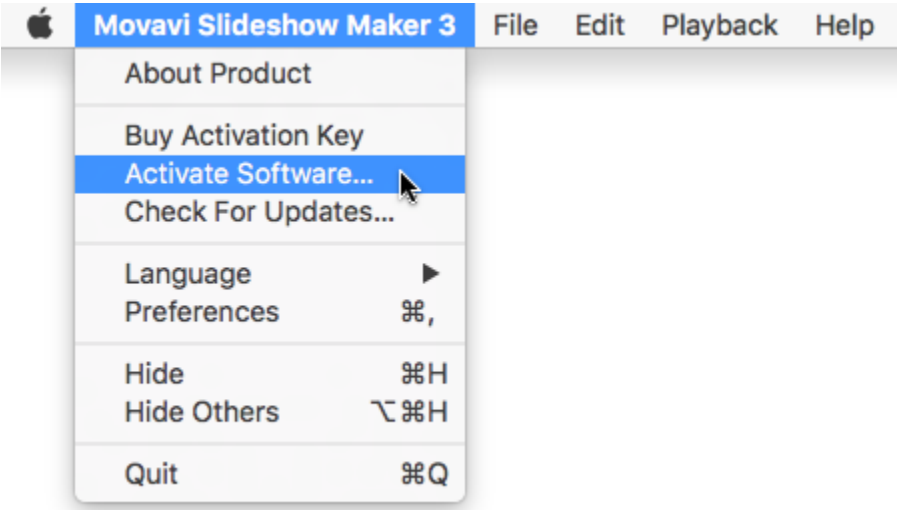 Movavi Slideshow Maker 3 File Edit Playback Help
About Product
Buy Activation Key
Activate Software...
Check For Updates...
Language ▶
Preferences ⌘,
Hide ⌘H
Hide Others ⌥⌘H
Quit ⌘Q